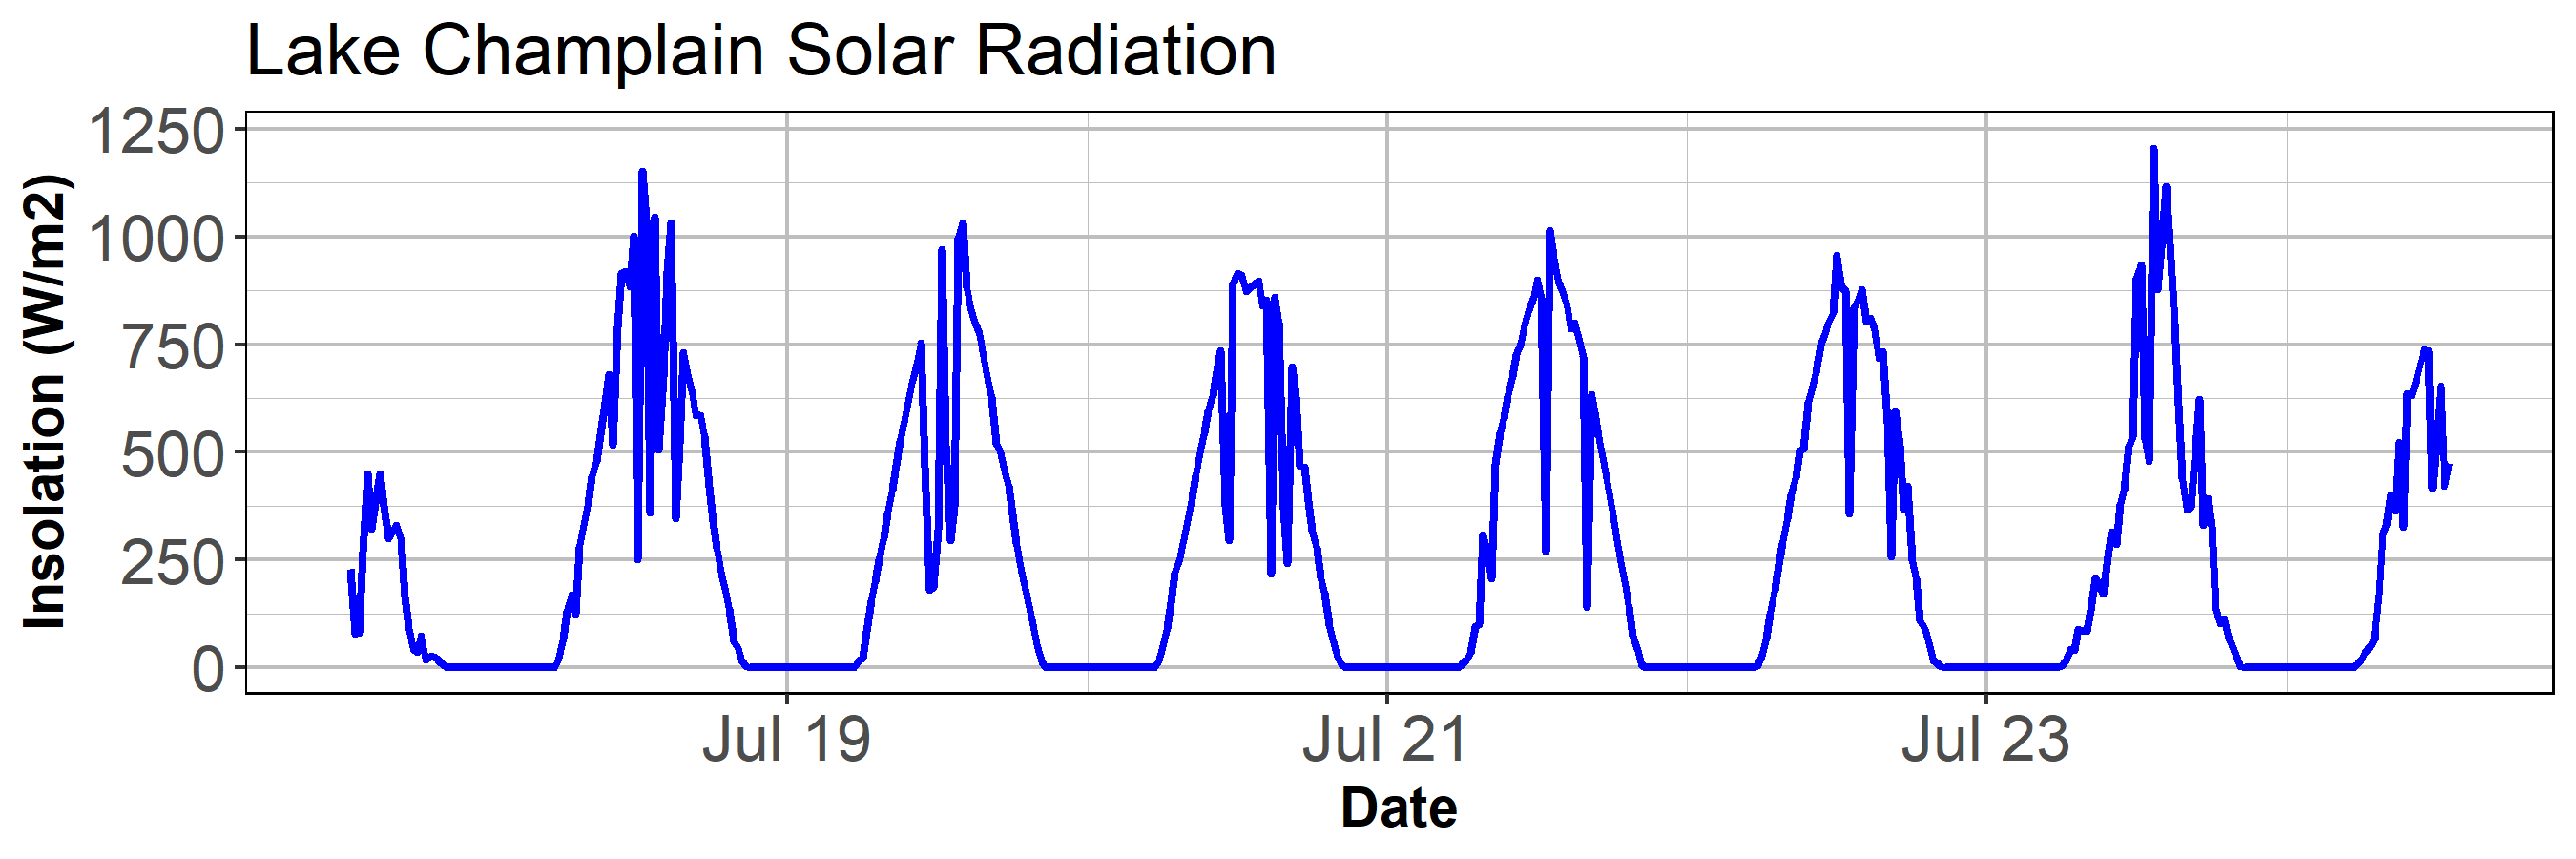 Lake Champlain Solar Radiation
Insolation (W/m2)
1250
1000
750
500
250
0
Jul 19 Jul 21 Jul 23
Date